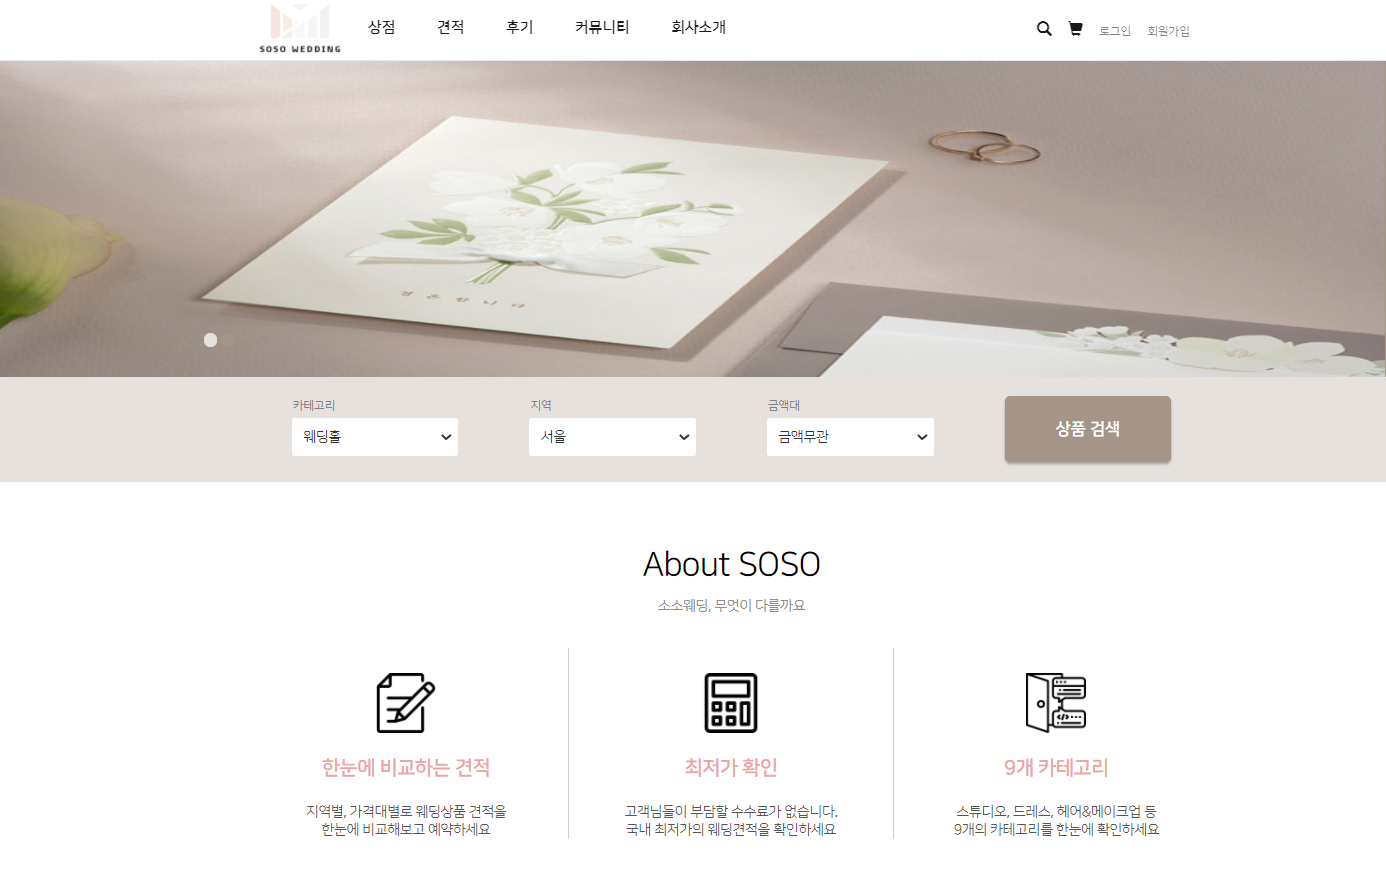 SOSO WEDDING
상점
견적
후기
커뮤니티
회사소개
로그인
회원가입
카테고리
지역
금액대
웨딩홀
서울
금액무관
상품 검색
About SOSO
소소웨딩, 무엇이 다를까요
한눈에 비교하는 견적
지역별, 가격대별로 웨딩상품 견적을
한눈에 비교해보고 예약하세요
최저가 확인
고객님들이 부담할 수수료가 없습니다.
국내 최저가의 웨딩견적을 확인하세요
9개 카테고리
스튜디오, 드레스, 헤어&메이크업 등
9개의 카테고리를 한눈에 확인하세요